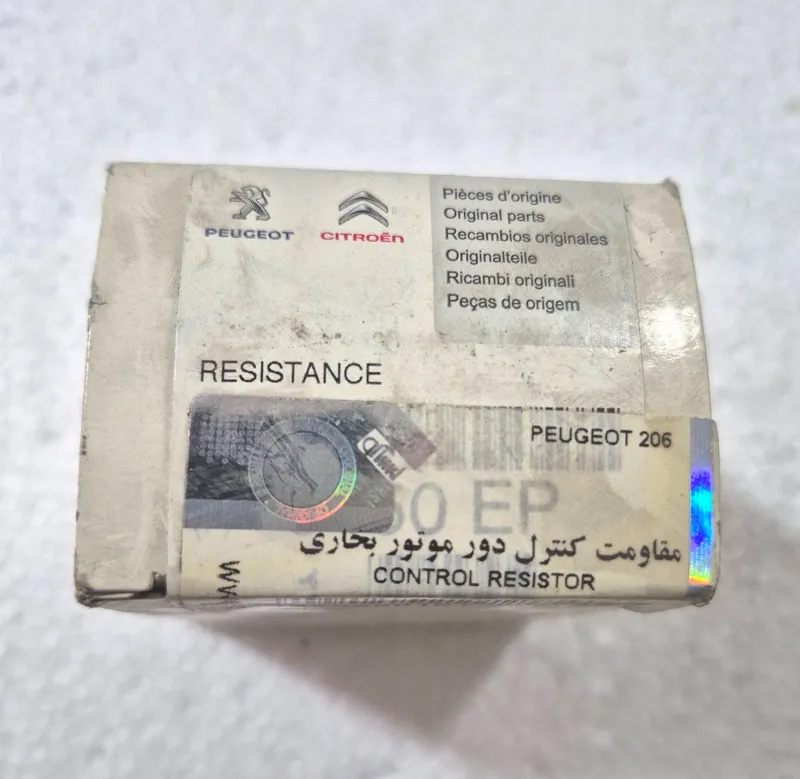 PEUGEOT
CITROËN
Pièces d'origine
Original parts
Recambios originales
Originalteile
Ricambi originali
Peças de origem
RESISTANCE
PEUGEOT 206
50 EP
مقاومت کنترل دور موتور بخاری
CONTROL RESISTOR